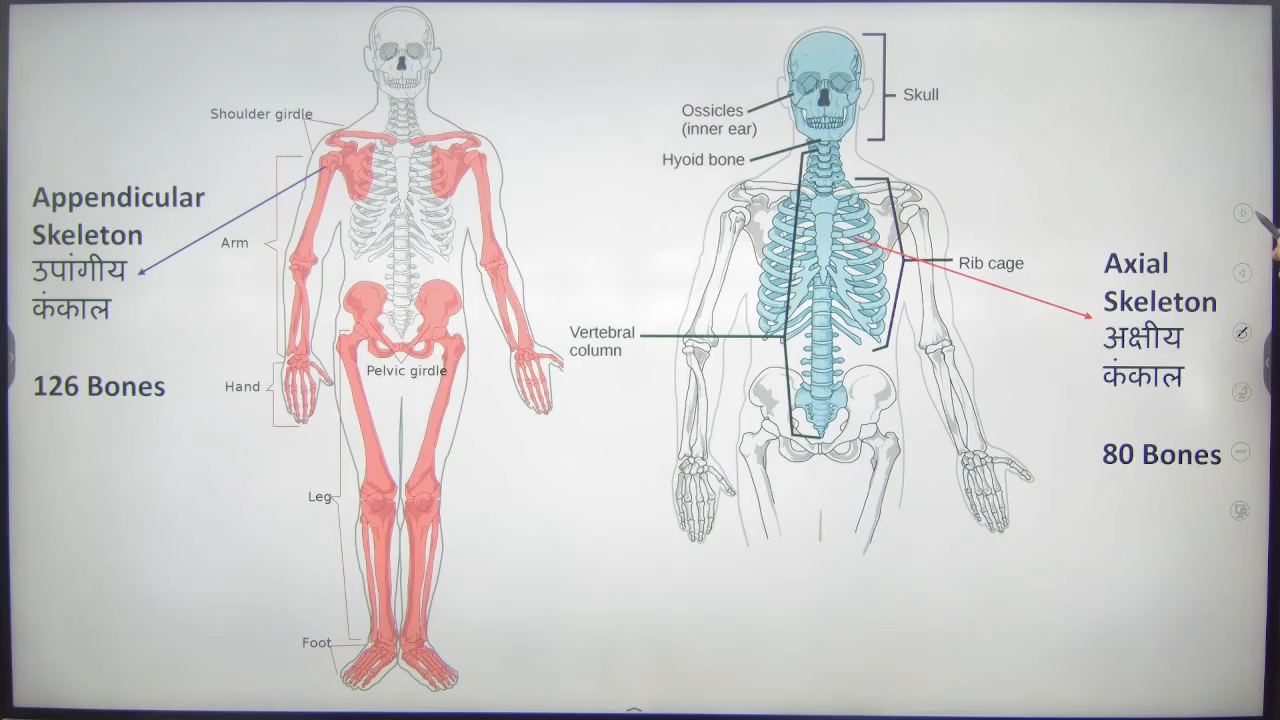 Appendicular
Skeleton
उपांगीय
कंकाल
126 Bones
Shoulder girdle
Arm
Hand
Pelvic girdle
Leg
Foot
Ossicles
(inner ear)
Hyoid bone
Skull
Rib cage
Vertebral
column
Axial
Skeleton
अक्षीय
कंकाल
80 Bones